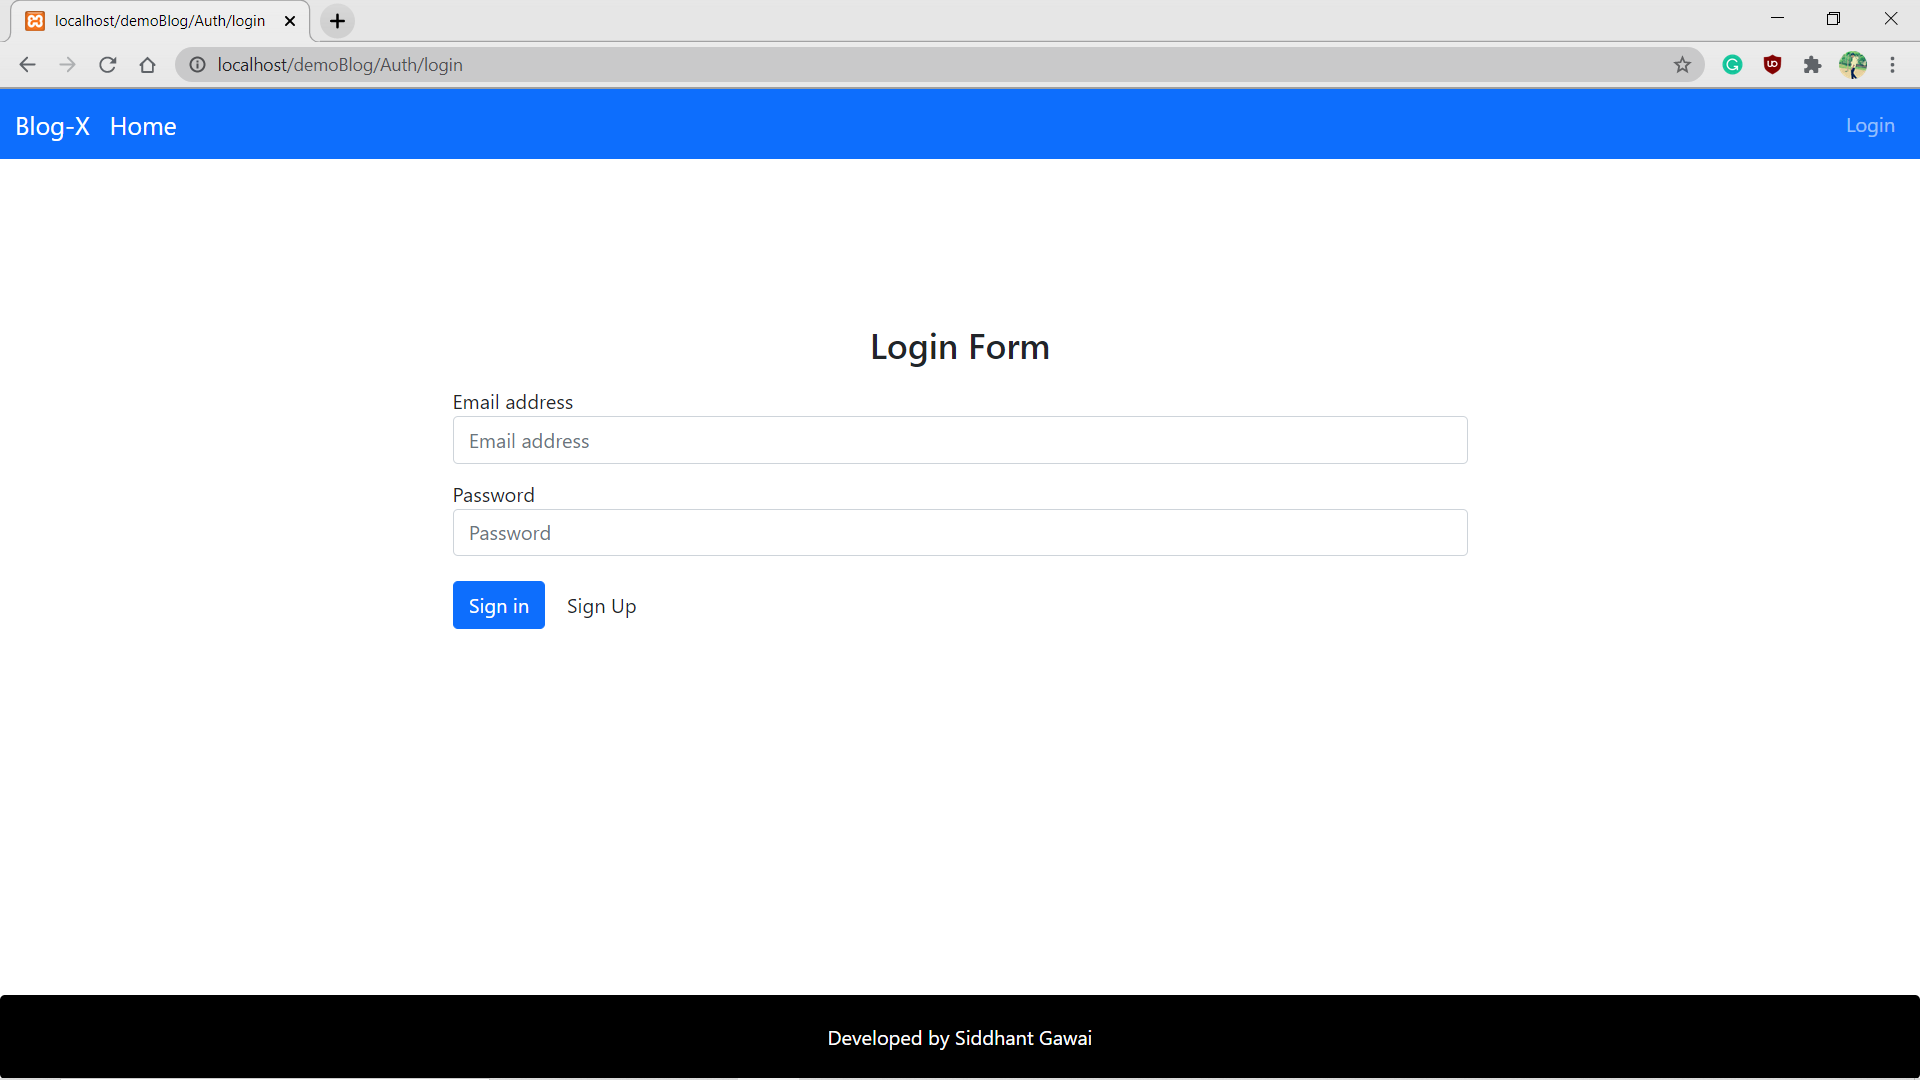 localhost/demoBlog/Auth/login
localhost/demoBlog/Auth/login
Blog-X Home Login
Login Form
Email address
Email address
Password
Password
Sign in Sign Up
Developed by Siddhant Gawai